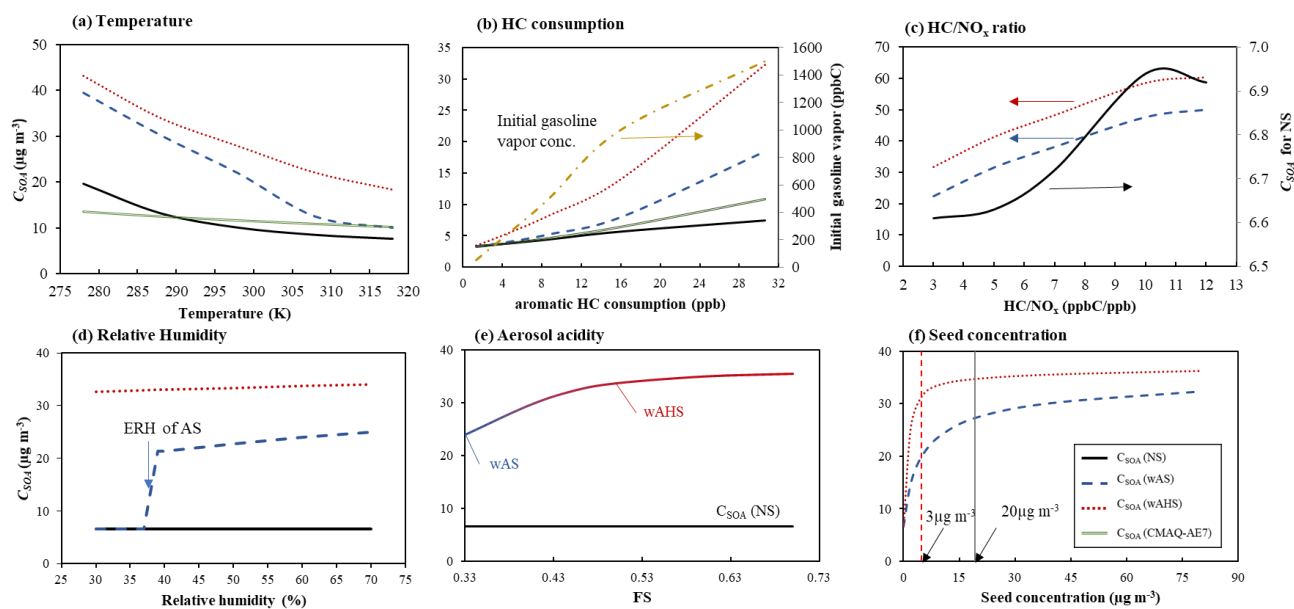 (a) Temperature
C_SOA (µg m⁻³)
50
40
30
20
10
0
275 280 285 290 295 300 305 310 315 320
Temperature (K)
(b) HC consumption
35
30
25
20
15
10
5
0
Initial gasoline
vapor conc.
1600
1400
1200
1000
800
600
400
200
0
Initial gasoline vapor (ppbC)
0 4 8 12 16 20 24 28 32
aromatic HC consumption (ppb)
(c) HC/NOₓ ratio
70
60
50
40
30
20
10
0
7.0
6.9
6.8
6.7
6.6
6.5
C_SOA for NS
2 3 4 5 6 7 8 9 10 11 12 13
HC/NOₓ (ppbC/ppb)
(d) Relative Humidity
C_SOA (µg m⁻³)
40
30
20
10
0
ERH of AS
25 30 35 40 45 50 55 60 65 70 75
Relative humidity (%)
(e) Aerosol acidity
40
30
20
10
0
wAHS
wAS
C_SOA (NS)
0.33 0.43 0.53 0.63 0.73
FS
(f) Seed concentration
40
30
20
10
0
C_SOA (NS)
C_SOA (wAS)
C_SOA (wAHS)
C_SOA (CMAQ-AE7)
3µg m⁻³
20µg m⁻³
0 15 30 45 60 75 90
Seed concentration (µg m⁻³)